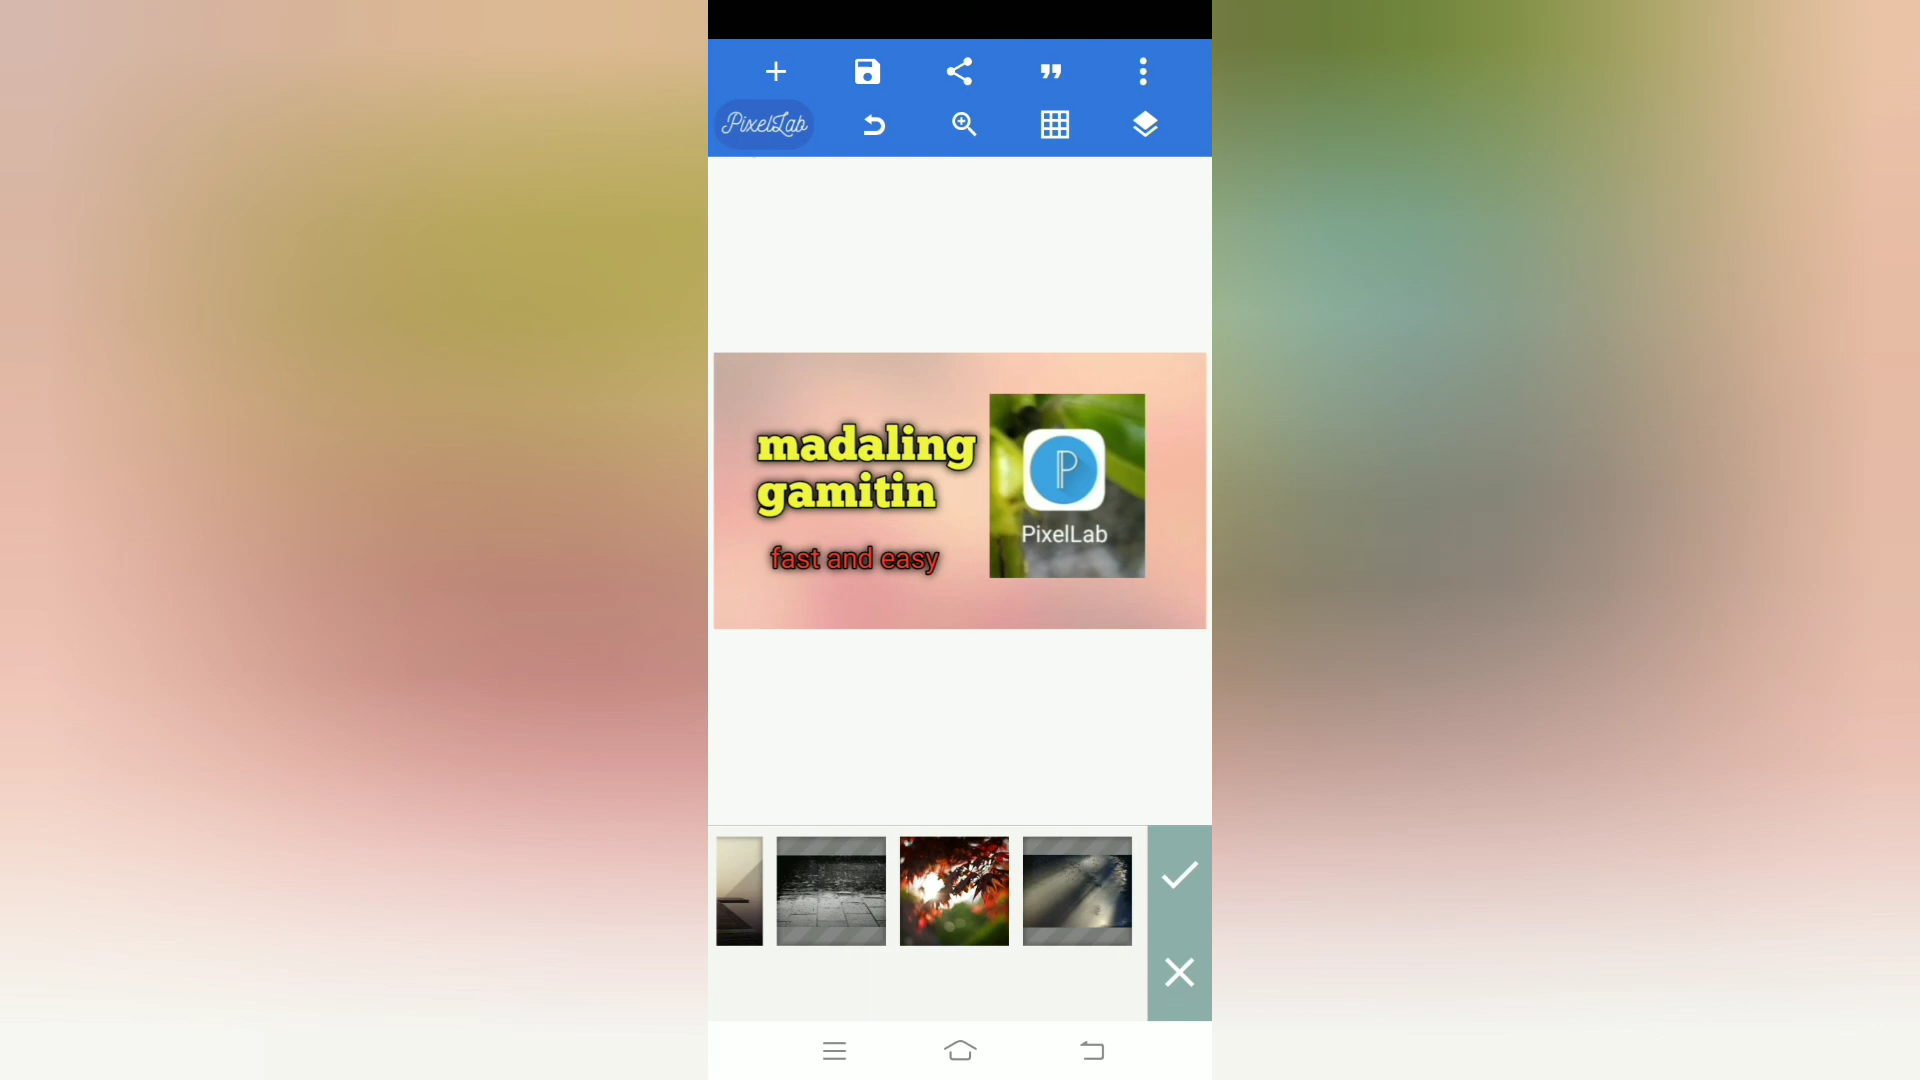 PixelLab
madaling
gamitin
fast and easy
P
PixelLab